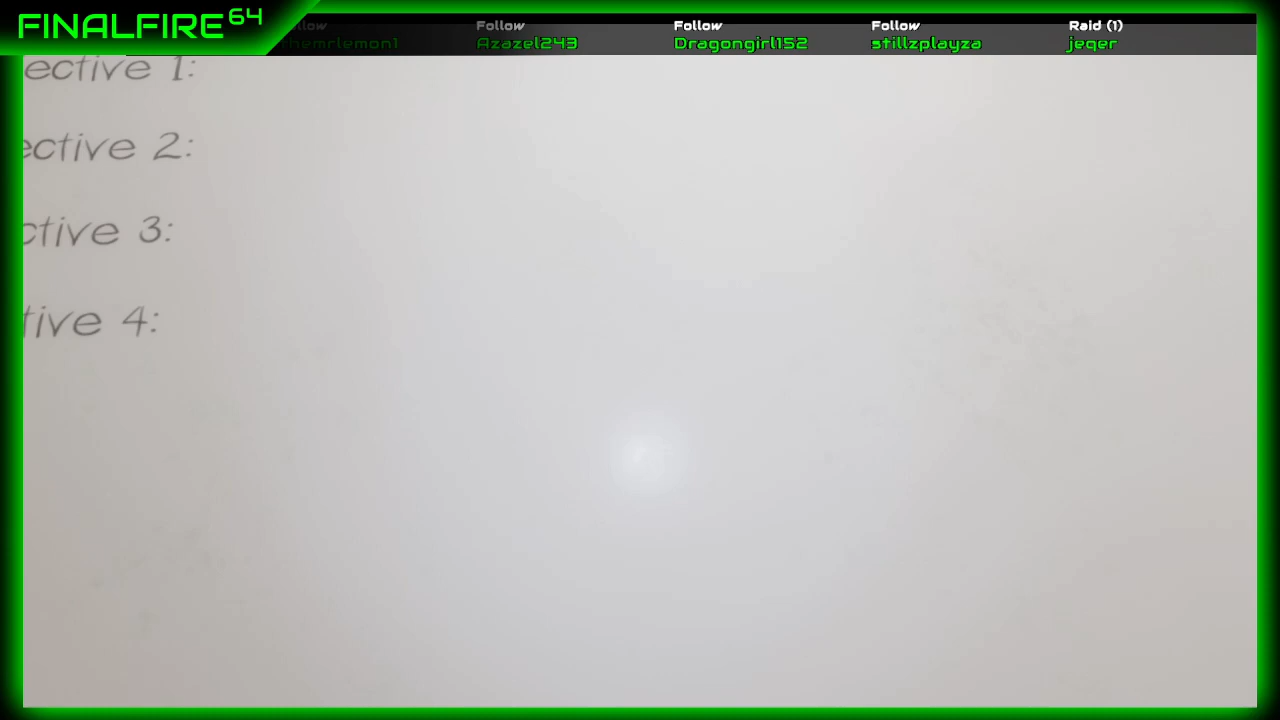 FINALFIRE64
Follow Follow Follow Raid (1)
Azazel243 Dragongirl152 stillzplayza jeqer
ective 1:
ective 2:
ctive 3:
tive 4: